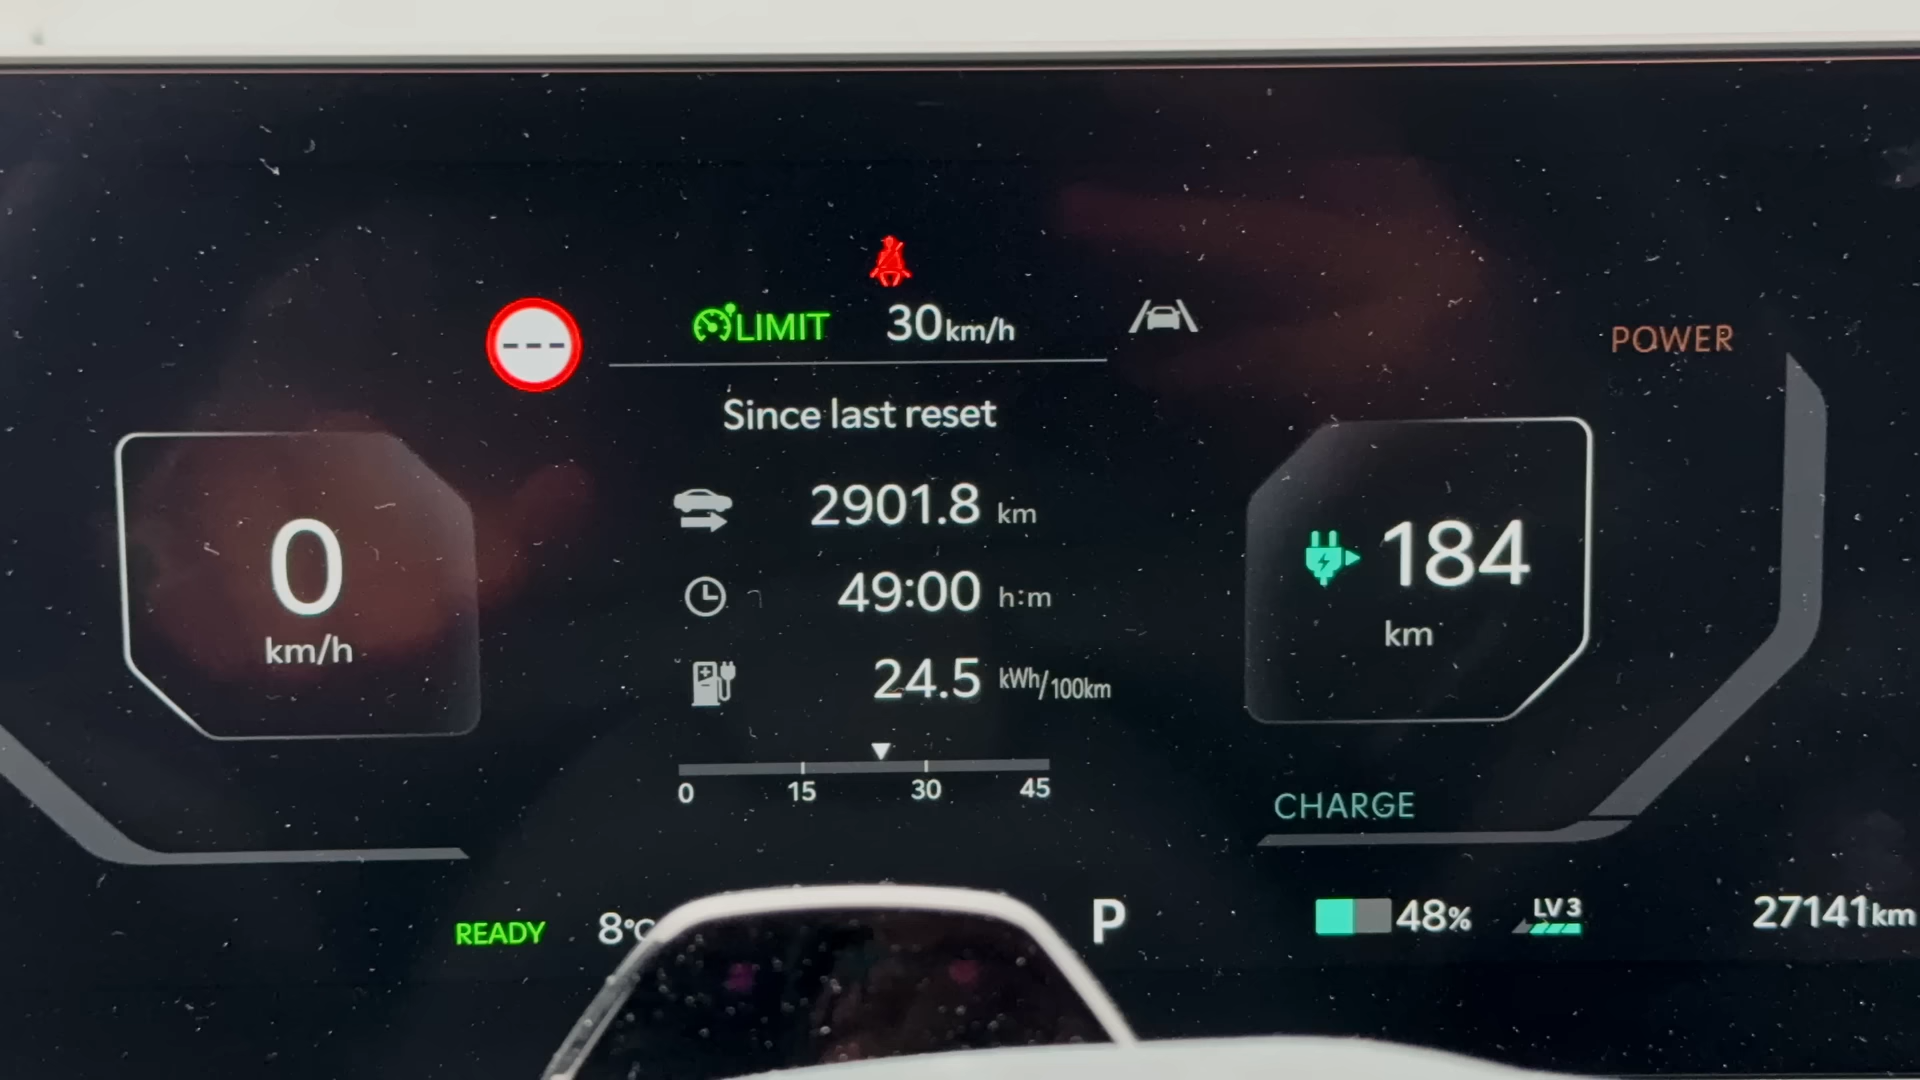 LIMIT 30km/h
---
POWER
Since last reset
2901.8 km
49:00 h:m
24.5 kWh/100km
0 15 30 45
0
km/h
184
km
CHARGE
READY 8°C P 48% LV 3 27141km